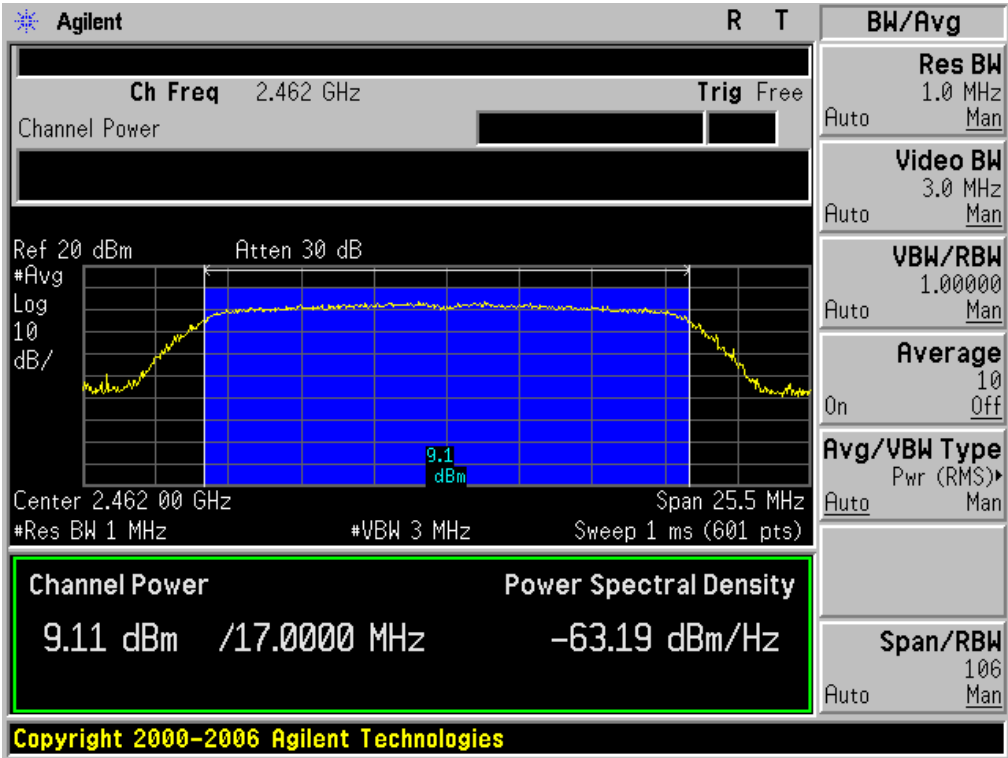 Agilent R T
BW/Avg
Ch Freq 2.462 GHz Trig Free
Channel Power
Ref 20 dBm Atten 30 dB
#Avg
Log
10
dB/
9.1
dBm
Center 2.462 00 GHz Span 25.5 MHz
#Res BW 1 MHz #VBW 3 MHz Sweep 1 ms (601 pts)
Channel Power Power Spectral Density
9.11 dBm /17.0000 MHz -63.19 dBm/Hz
Res BW
1.0 MHz
Auto Man
Video BW
3.0 MHz
Auto Man
VBW/RBW
1.00000
Auto Man
Average
10
On Off
Avg/VBW Type
Pwr (RMS)▸
Auto Man
Span/RBW
106
Auto Man
Copyright 2000-2006 Agilent Technologies